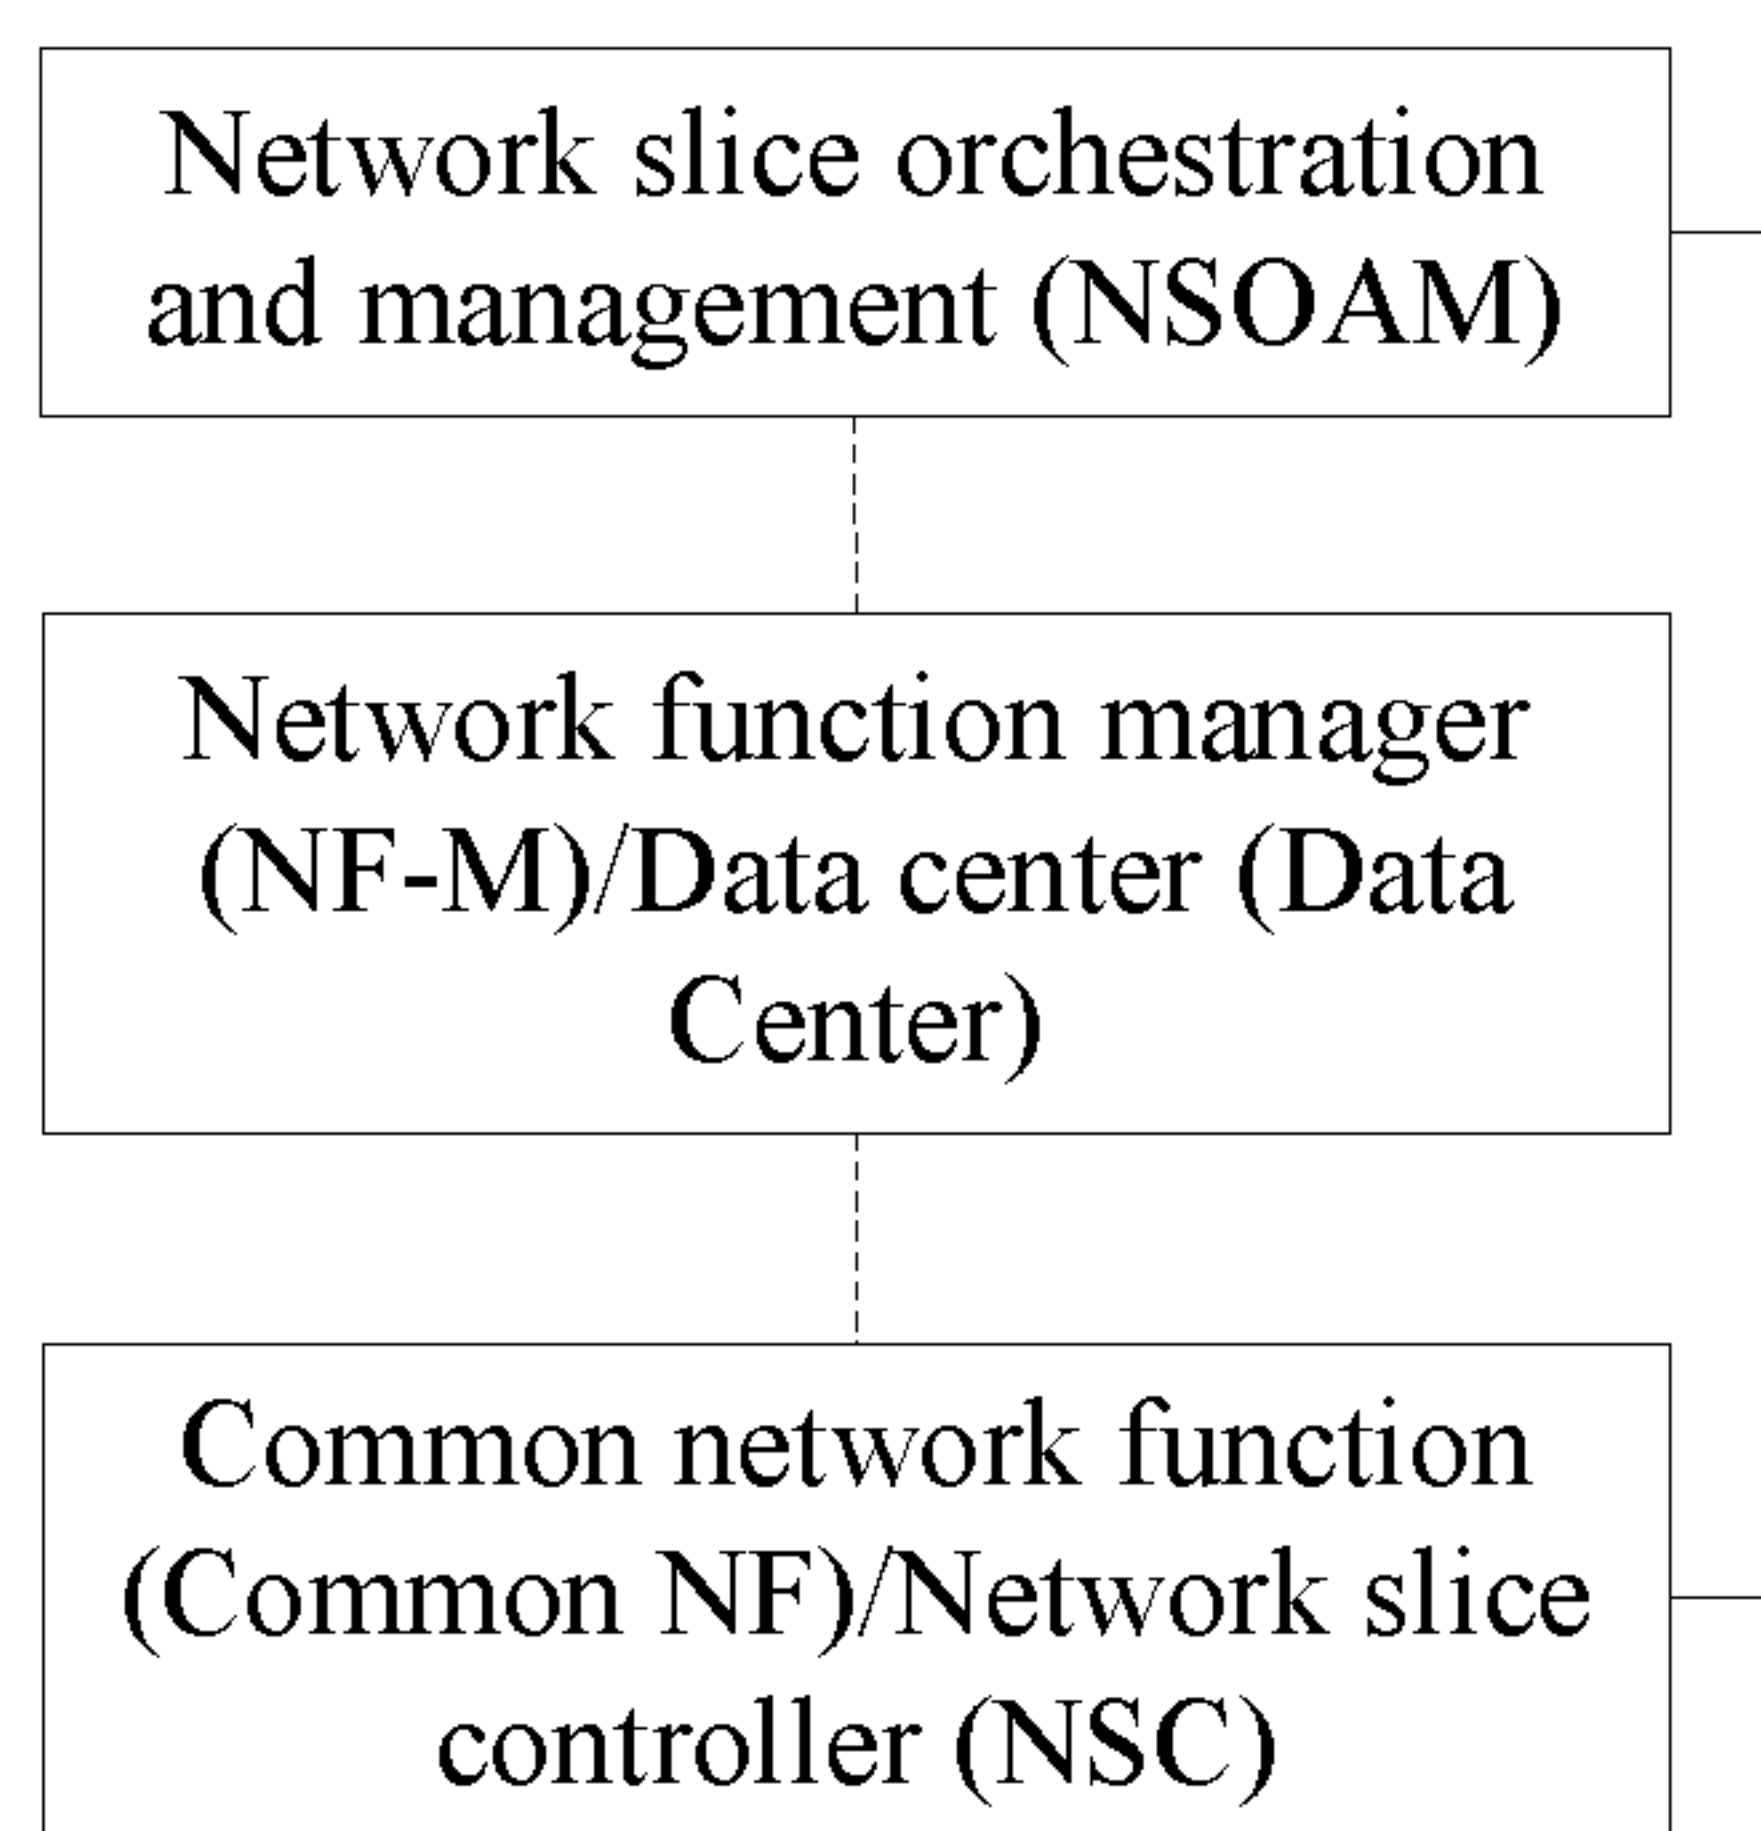 Network slice orchestration
and management (NSOAM)
Network function manager
(NF-M)/Data center (Data
Center)
Common network function
(Common NF)/Network slice
controller (NSC)